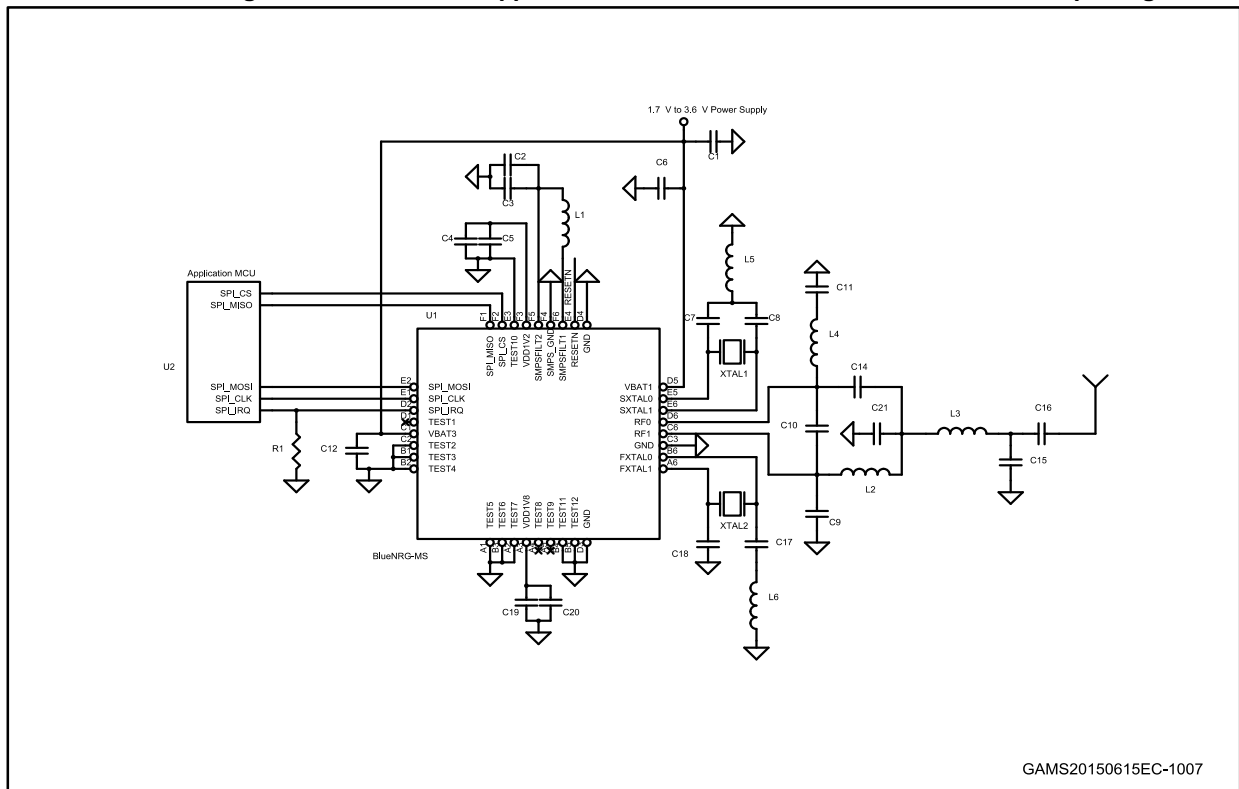 1.7 V to 3.6 V Power Supply
C1
C2
C6
C3
L1
C4
C5
L5
Application MCU
RESETN
C11
SPI_CS
SPI_MISO
U1
F1
F2
E3
F3
F5
F4
F6
E4
D4
C7
C8
L4
SPI_MISO
SPI_CS
TEST10
VDD1V2
SMPSFILT2
SMPS_GND
SMPSFILT1
RESETN
GND
XTAL1
U2
C14
SPI_MOSI
SPI_CLK
SPI_IRQ
E2
E1
D2
D1
C1
C2
B1
B2
SPI_MOSI
SPI_CLK
SPI_IRQ
TEST1
VBAT3
TEST2
TEST3
TEST4
VBAT1
SXTAL0
SXTAL1
RF0
RF1
GND
FXTAL0
FXTAL1
D5
E5
E6
D6
C6
C3
B6
A6
C10
C21
L3
C16
R1
C12
C15
L2
XTAL2
C9
TEST5
TEST6
TEST7
VDD1V8
TEST8
TEST9
TEST11
TEST12
GND
A1
BlueNRG-MS
C18
C17
C19
C20
L6
GAMS20150615EC-1007